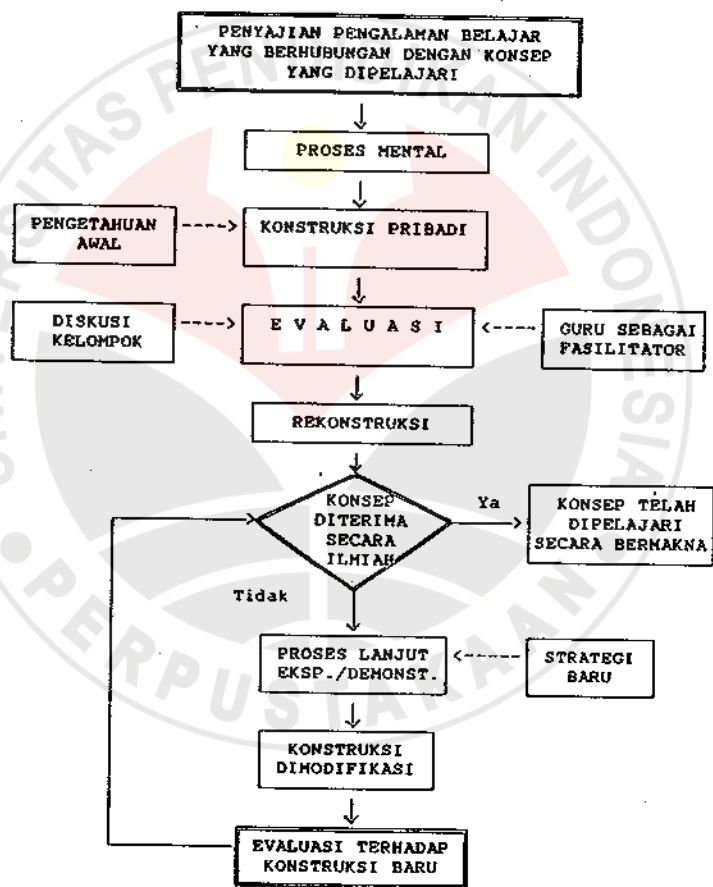 PENYAJIAN PENGALAMAN BELAJAR
YANG BERHUBUNGAN DENGAN KONSEP
YANG DIPELAJARI
PROSES MENTAL
PENGETAHUAN
AWAL
KONSTRUKSI PRIBADI
DISKUSI
KELOMPOK
E V A L U A S I
GURU SEBAGAI
FASILITATOR
REKONSTRUKSI
KONSEP
DITERIMA
SECARA
ILMIAH
Ya
KONSEP TELAH
DIPELAJARI
SECARA BERMAKNA
Tidak
PROSES LANJUT
EKSP./DEMONST.
STRATEGI
BARU
KONSTRUKSI
DIMODIFIKASI
EVALUASI TERHADAP
KONSTRUKSI BARU
PERPUSTAKAAN